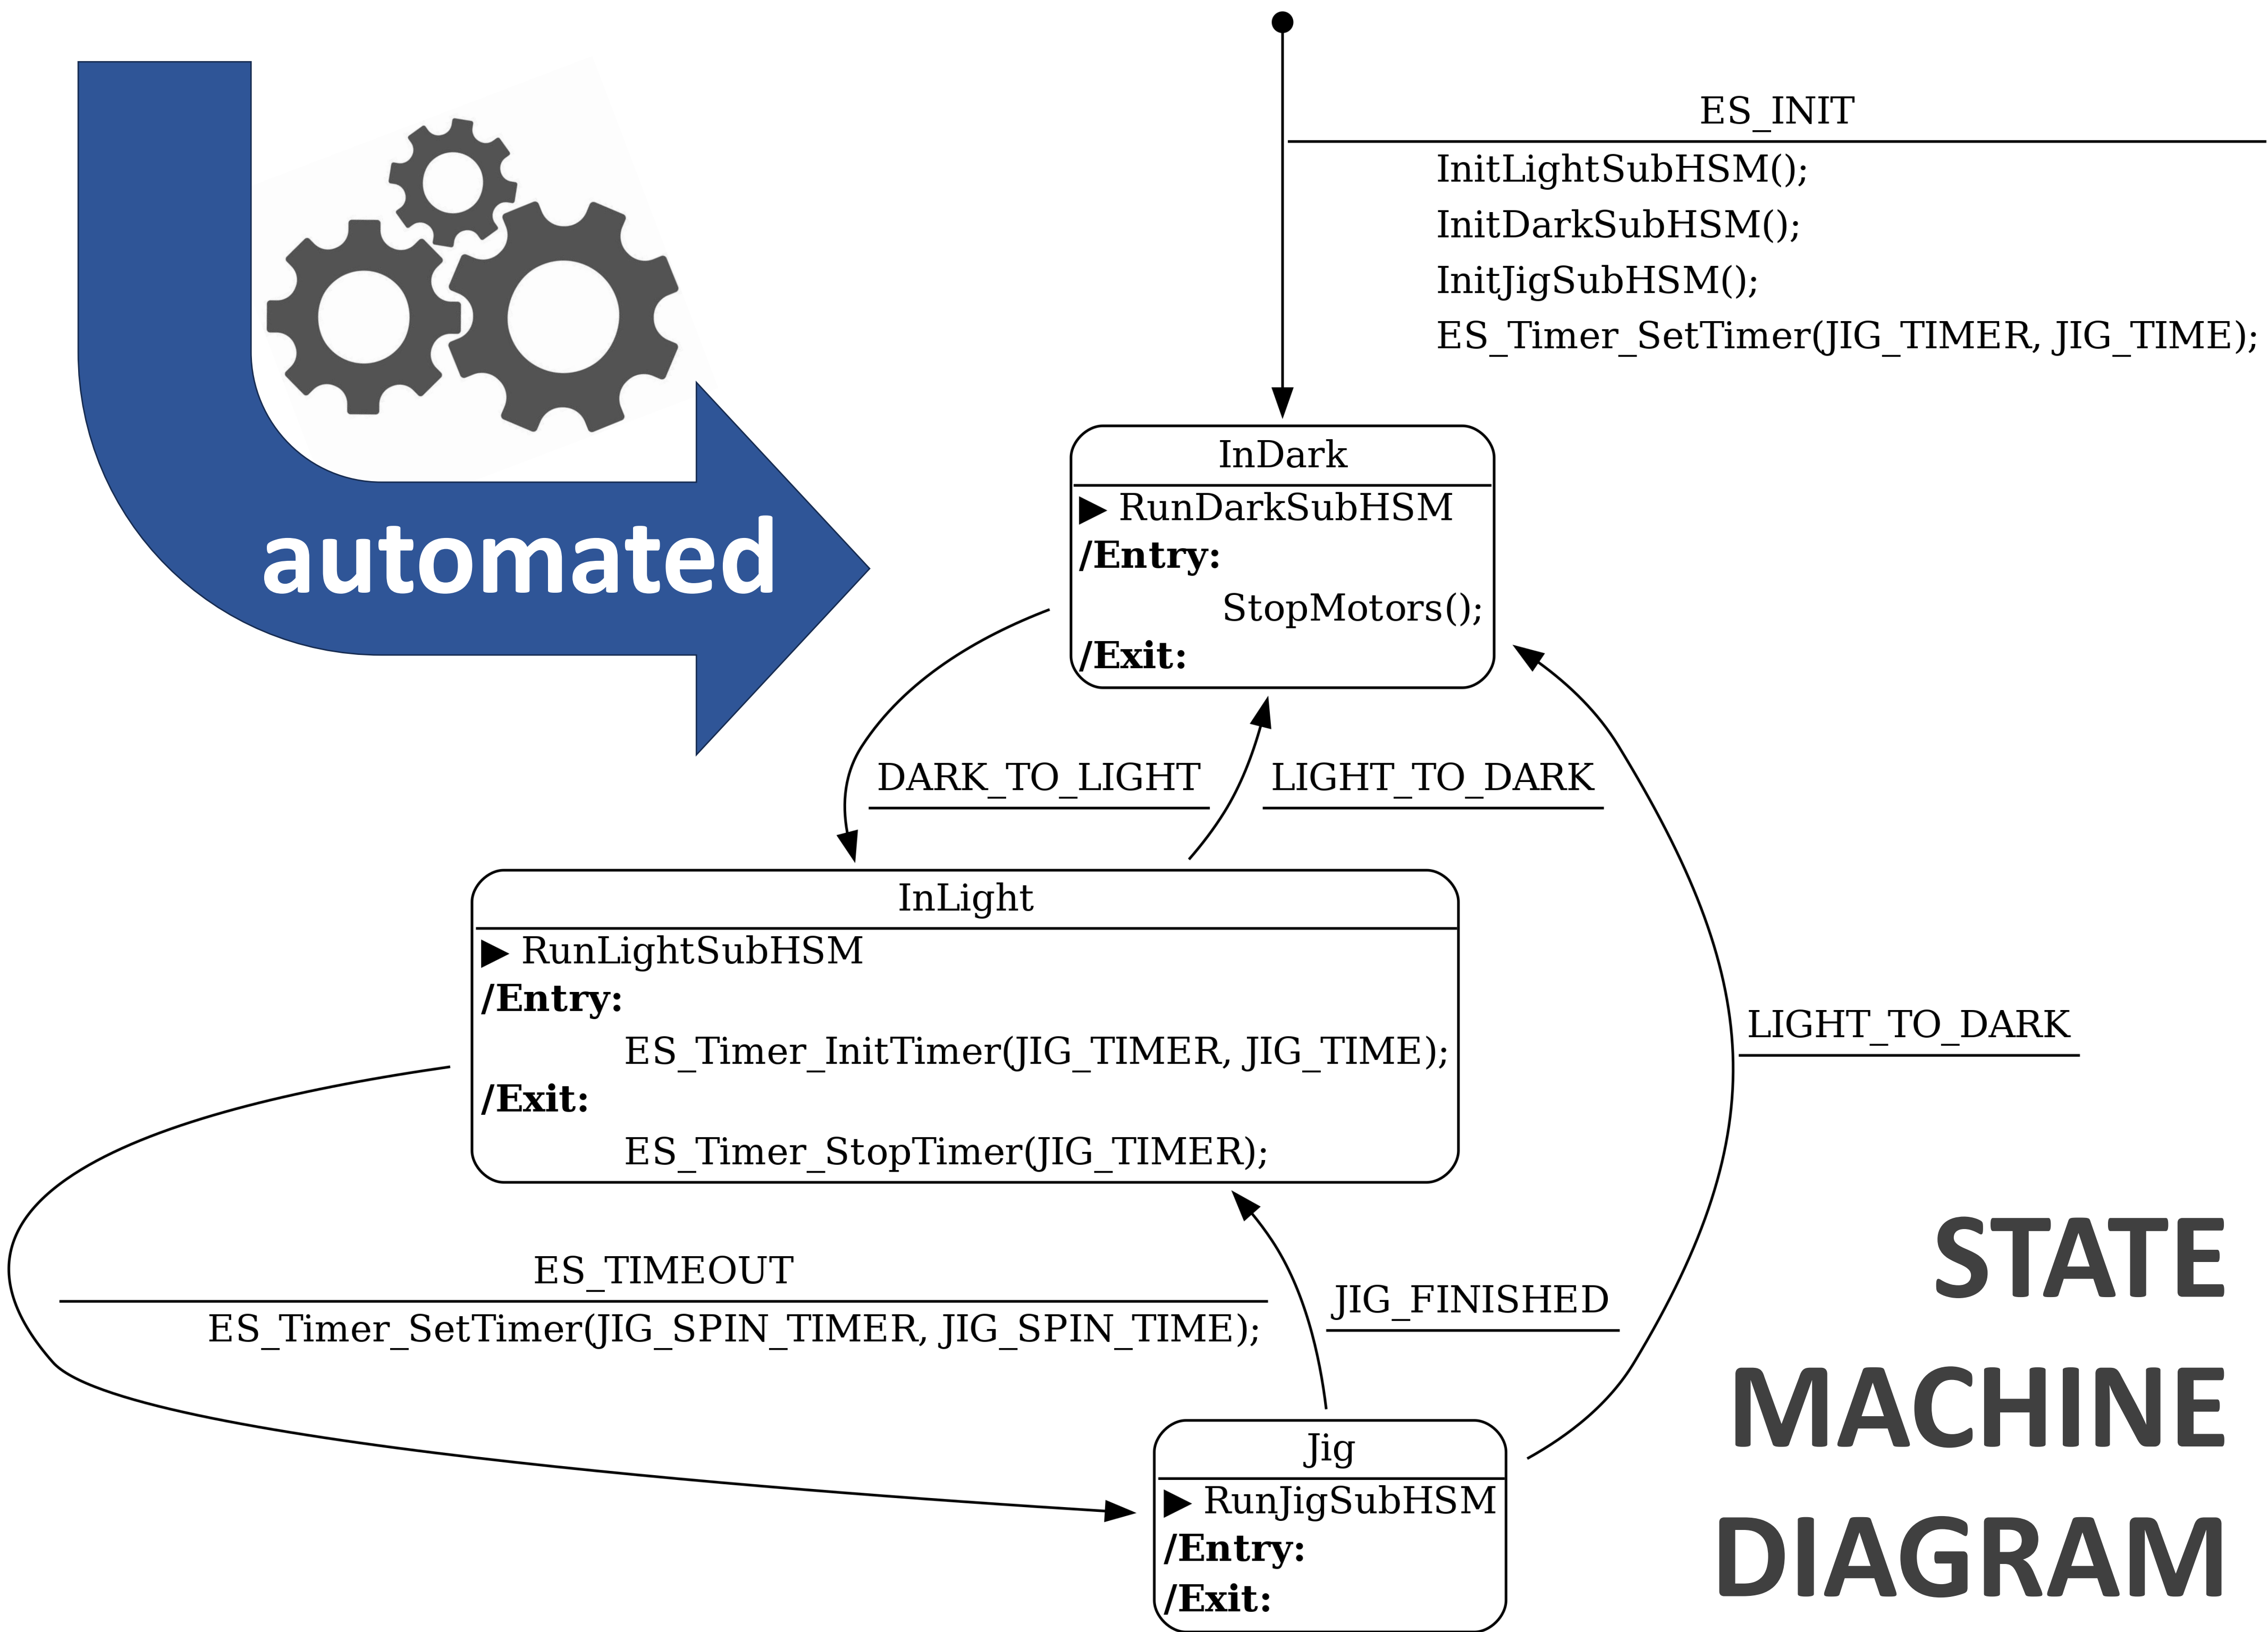 ES_INIT
InitLightSubHSM();
InitDarkSubHSM();
InitJigSubHSM();
ES_Timer_SetTimer(JIG_TIMER, JIG_TIME);
automated
InDark
▶ RunDarkSubHSM
/Entry:
StopMotors();
/Exit:
DARK_TO_LIGHT
LIGHT_TO_DARK
InLight
▶ RunLightSubHSM
/Entry:
ES_Timer_InitTimer(JIG_TIMER, JIG_TIME);
/Exit:
ES_Timer_StopTimer(JIG_TIMER);
LIGHT_TO_DARK
ES_TIMEOUT
ES_Timer_SetTimer(JIG_SPIN_TIMER, JIG_SPIN_TIME);
JIG_FINISHED
Jig
▶ RunJigSubHSM
/Entry:
/Exit:
STATE
MACHINE
DIAGRAM